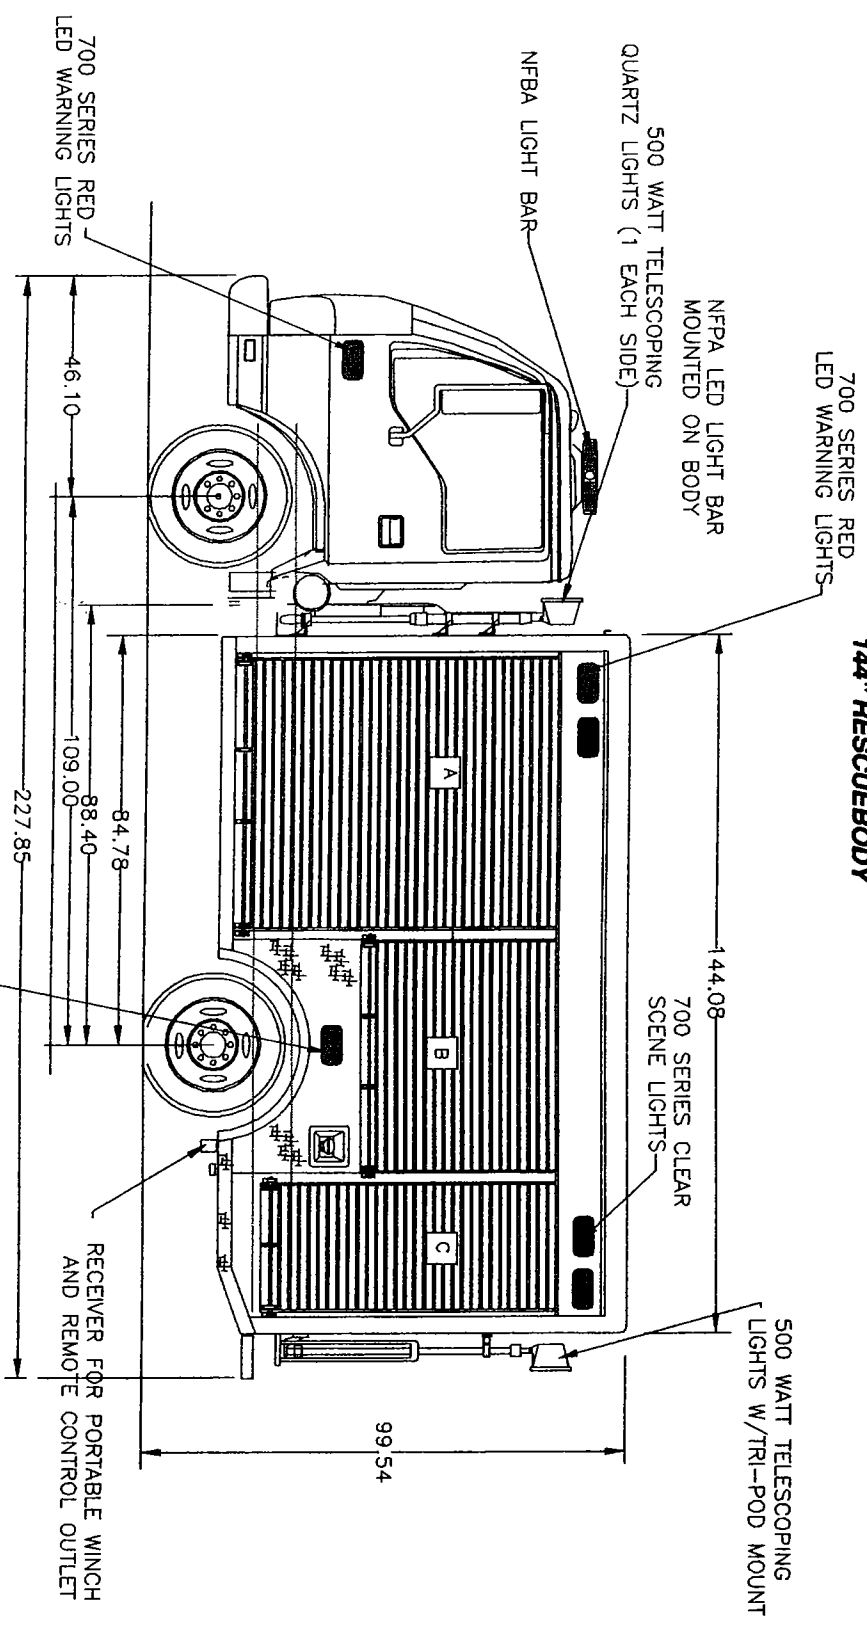 144" RESCUEBODY
700 SERIES RED
LED WARNING LIGHTS
NFPA LED LIGHT BAR
MOUNTED ON BODY
500 WATT TELESCOPING
QUARTZ LIGHTS (1 EACH SIDE)
NFBA LIGHT BAR
700 SERIES RED
LED WARNING LIGHTS
144.08
700 SERIES CLEAR
SCENE LIGHTS
500 WATT TELESCOPING
LIGHTS W/TRI-POD MOUNT
A
B
C
99.54
RECEIVER FOR PORTABLE WINCH
AND REMOTE CONTROL OUTLET
84.78
88.40
46.10
109.00
227.85